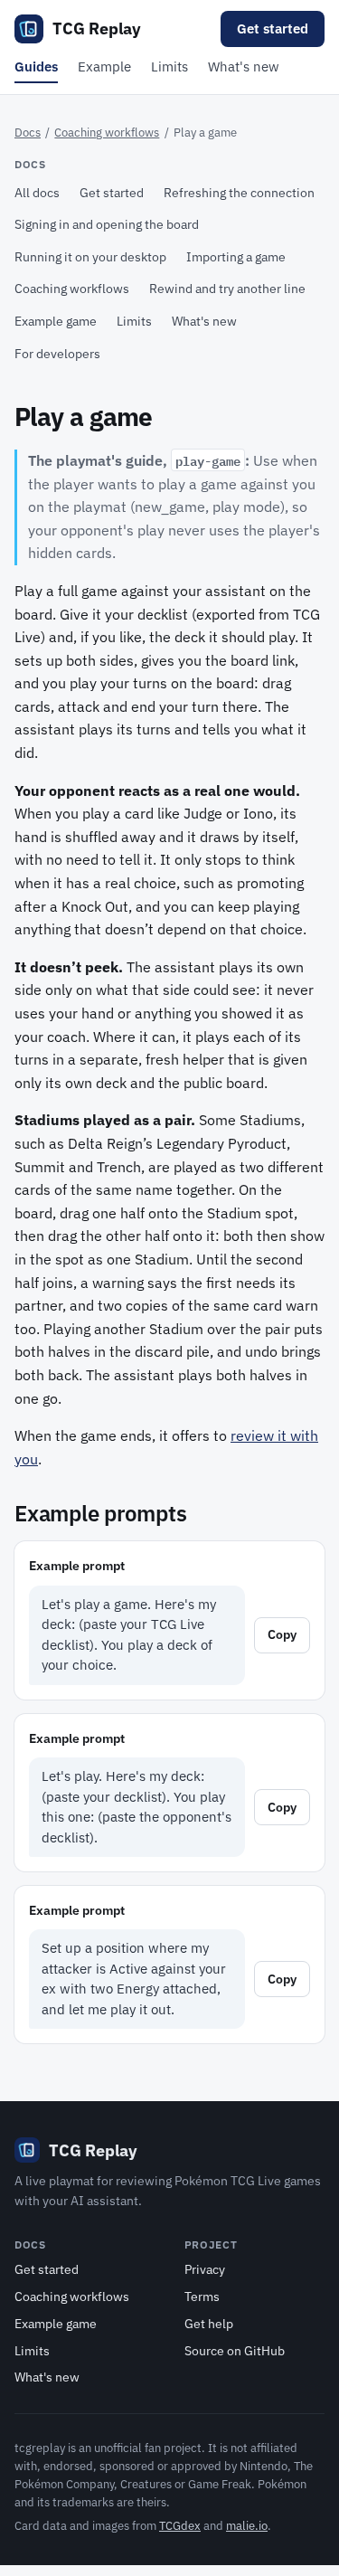 TCG Replay
Get started
Guides Example Limits What's new
Docs / Coaching workflows / Play a game
DOCS
All docs Get started Refreshing the connection
Signing in and opening the board
Running it on your desktop Importing a game
Coaching workflows Rewind and try another line
Example game Limits What's new
For developers
Play a game
The playmat's guide, play-game: Use when
the player wants to play a game against you
on the playmat (new_game, play mode), so
your opponent's play never uses the player's
hidden cards.
Play a full game against your assistant on the
board. Give it your decklist (exported from TCG
Live) and, if you like, the deck it should play. It
sets up both sides, gives you the board link,
and you play your turns on the board: drag
cards, attack and end your turn there. The
assistant plays its turns and tells you what it
did.
Your opponent reacts as a real one would.
When you play a card like Judge or Iono, its
hand is shuffled away and it draws by itself,
with no need to tell it. It only stops to think
when it has a real choice, such as promoting
after a Knock Out, and you can keep playing
anything that doesn’t depend on that choice.
It doesn’t peek. The assistant plays its own
side only on what that side could see: it never
uses your hand or anything you showed it as
your coach. Where it can, it plays each of its
turns in a separate, fresh helper that is given
only its own deck and the public board.
Stadiums played as a pair. Some Stadiums,
such as Delta Reign’s Legendary Pyroduct,
Summit and Trench, are played as two different
cards of the same name together. On the
board, drag one half onto the Stadium spot,
then drag the other half onto it: both then show
in the spot as one Stadium. Until the second
half joins, a warning says the first needs its
partner, and two copies of the same card warn
too. Playing another Stadium over the pair puts
both halves in the discard pile, and undo brings
both back. The assistant plays both halves in
one go.
When the game ends, it offers to review it with
you.
Example prompts
Example prompt
Let's play a game. Here's my
deck: (paste your TCG Live
decklist). You play a deck of
your choice.
Copy
Example prompt
Let's play. Here's my deck:
(paste your decklist). You play
this one: (paste the opponent's
decklist).
Copy
Example prompt
Set up a position where my
attacker is Active against your
ex with two Energy attached,
and let me play it out.
Copy
TCG Replay
A live playmat for reviewing Pokémon TCG Live games
with your AI assistant.
DOCS
Get started
Coaching workflows
Example game
Limits
What's new
PROJECT
Privacy
Terms
Get help
Source on GitHub
tcgreplay is an unofficial fan project. It is not affiliated
with, endorsed, sponsored or approved by Nintendo, The
Pokémon Company, Creatures or Game Freak. Pokémon
and its trademarks are theirs.
Card data and images from TCGdex and malie.io.